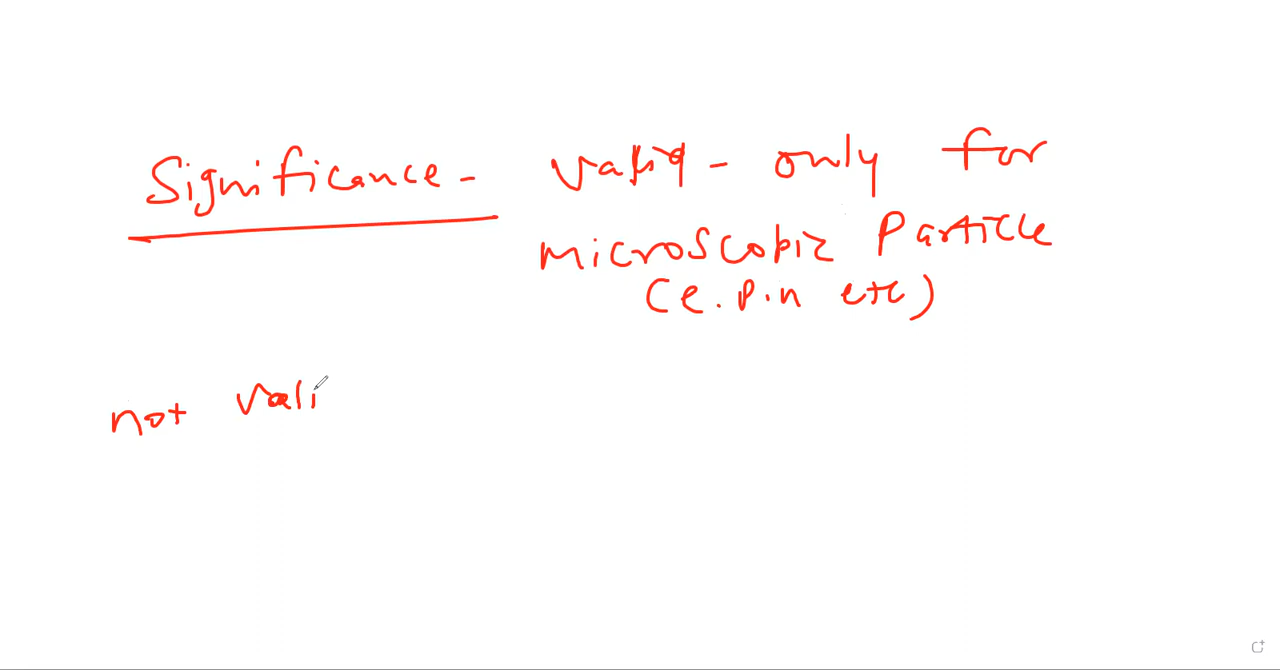 Significance - Valid - only for
microscopic Particle
(e.p.n etc)
not vali